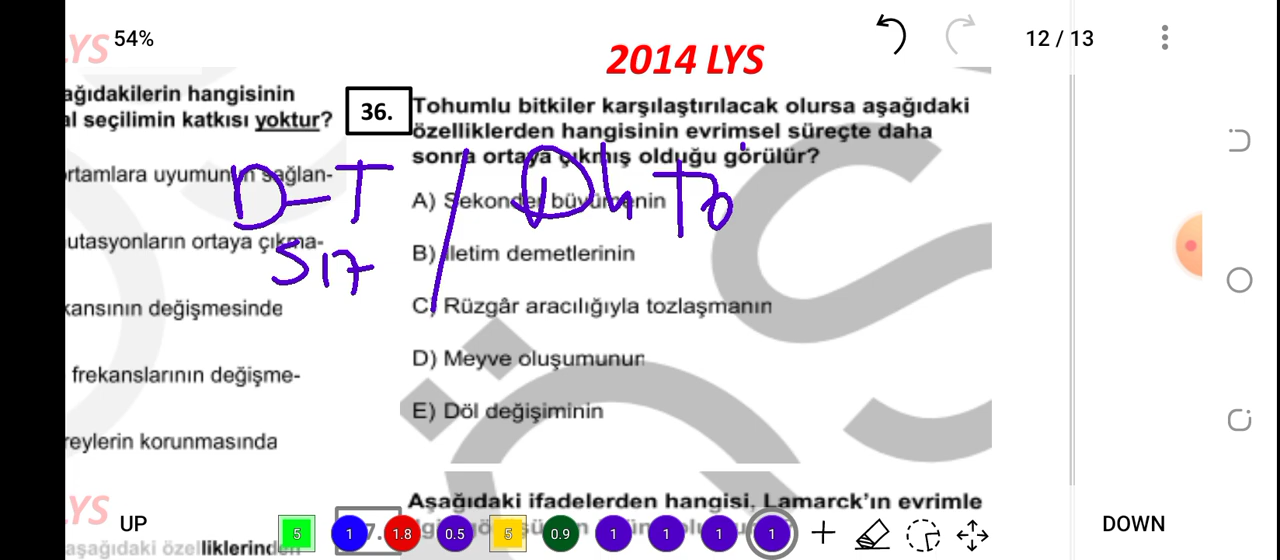 LYS 54%
2014 LYS
12 / 13
ağıdakilerin hangisinin
al seçilimin katkısı yoktur?
rtamlara uyumunun sağlan-
utasyonların ortaya çıkma-
kansının değişmesinde
frekanslarının değişme-
reylerin korunmasında
36.
Tohumlu bitkiler karşılaştırılacak olursa aşağıdaki
özelliklerden hangisinin evrimsel süreçte daha
sonra ortaya çıkmış olduğu görülür?
A) Sekonder büyümenin
B) İletim demetlerinin
C) Rüzgâr aracılığıyla tozlaşmanın
D) Meyve oluşumunun
E) Döl değişiminin
D-T
LYS
UP
aşağıdaki özelliklerinden
Aşağıdaki ifadelerden hangisi, Lamarck'ın evrimle
5 1 1.8 0.5 5 0.9 1 1 1 1
DOWN